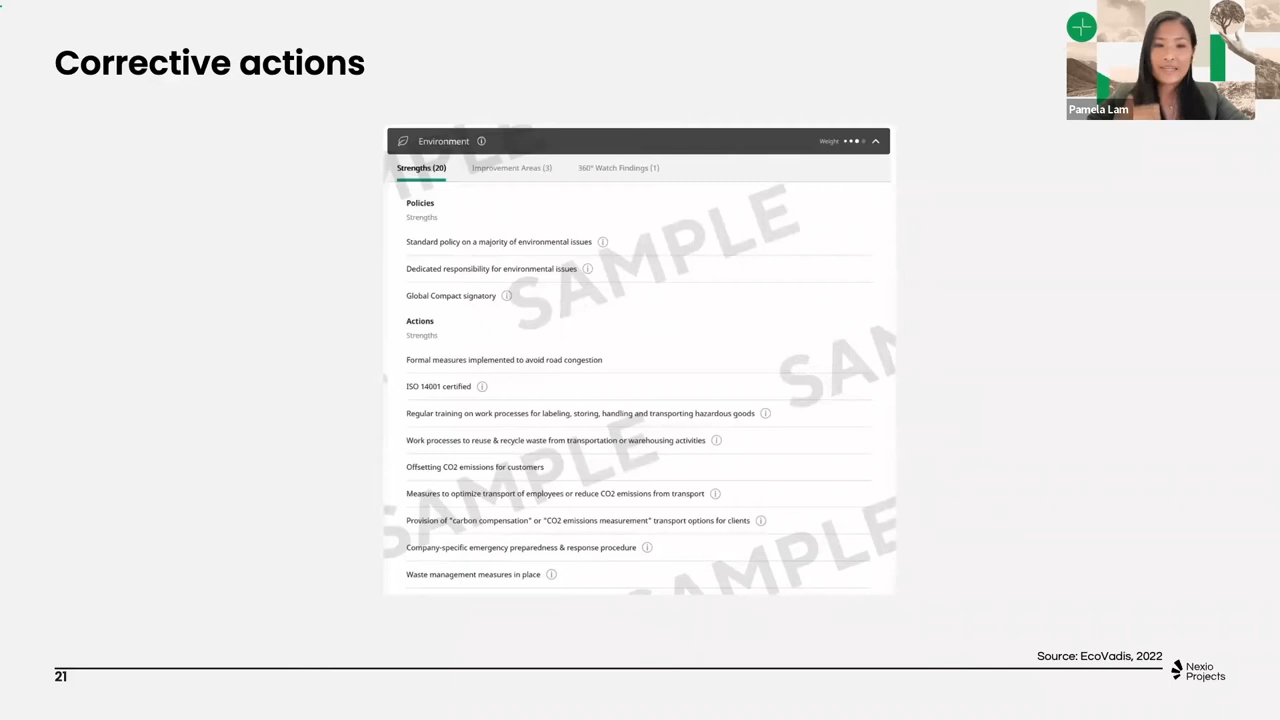 Corrective actions
Pamela Lam
Environment
Weight
Strengths (20)
Improvement Areas (3)
360° Watch Findings (1)
Policies
Strengths
Standard policy on a majority of environmental issues
Dedicated responsibility for environmental issues
Global Compact signatory
Actions
Strengths
Formal measures implemented to avoid road congestion
ISO 14001 certified
Regular training on work processes for labeling, storing, handling and transporting hazardous goods
Work processes to reuse & recycle waste from transportation or warehousing activities
Offsetting CO2 emissions for customers
Measures to optimize transport of employees or reduce CO2 emissions from transport
Provision of "carbon compensation" or "CO2 emissions measurement" transport options for clients
Company-specific emergency preparedness & response procedure
Waste management measures in place
SAMPLE
SAMPLE
SAMPLE
Source: EcoVadis, 2022
21
Nexio
Projects